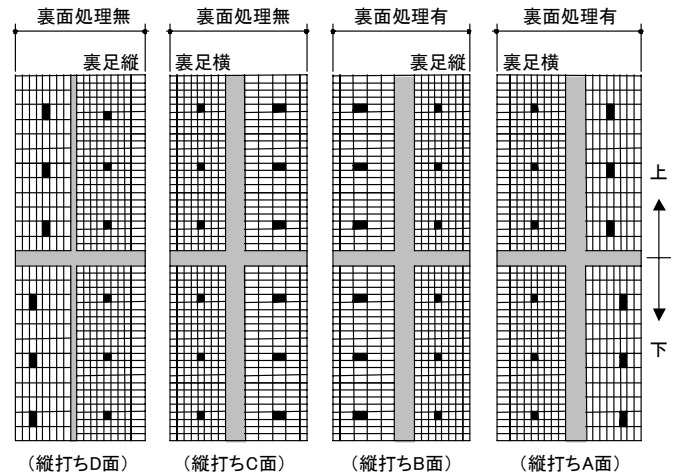 裏面処理無
裏面処理無
裏面処理有
裏面処理有
裏足縦
裏足横
裏足縦
裏足横
上
下
（縦打ちD面）
（縦打ちC面）
（縦打ちB面）
（縦打ちA面）